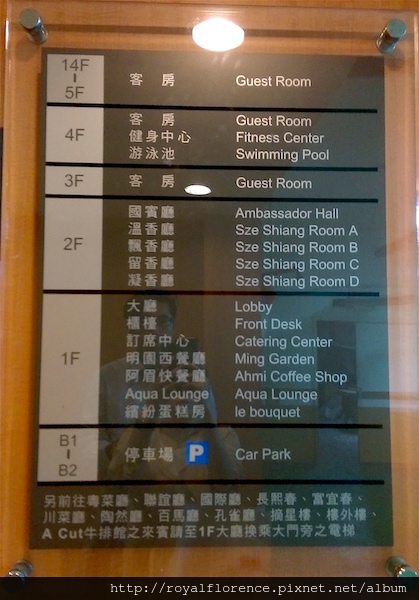 14F
5F
客 房 Guest Room
4F
客 房 Guest Room
健身中心 Fitness Center
游泳池 Swimming Pool
3F
客 房 Guest Room
2F
國賓廳 Ambassador Hall
溫香廳 Sze Shiang Room A
飄香廳 Sze Shiang Room B
留香廳 Sze Shiang Room C
凝香廳 Sze Shiang Room D
1F
大廳 Lobby
櫃檯 Front Desk
訂席中心 Catering Center
明園西餐廳 Ming Garden
阿眉快餐廳 Ahmi Coffee Shop
Aqua Lounge Aqua Lounge
繽紛蛋糕房 le bouquet
B1
B2
停車場 P Car Park
另前往粵菜廳、聯誼廳、國際廳、長熙春、富宜春、
川菜廳、陶然廳、百馬廳、孔雀廳、摘星樓、樓外樓、
A Cut牛排館之來賓請至1F大廳換乘大門旁之電梯
http://royalflorence.pixnet.net/album